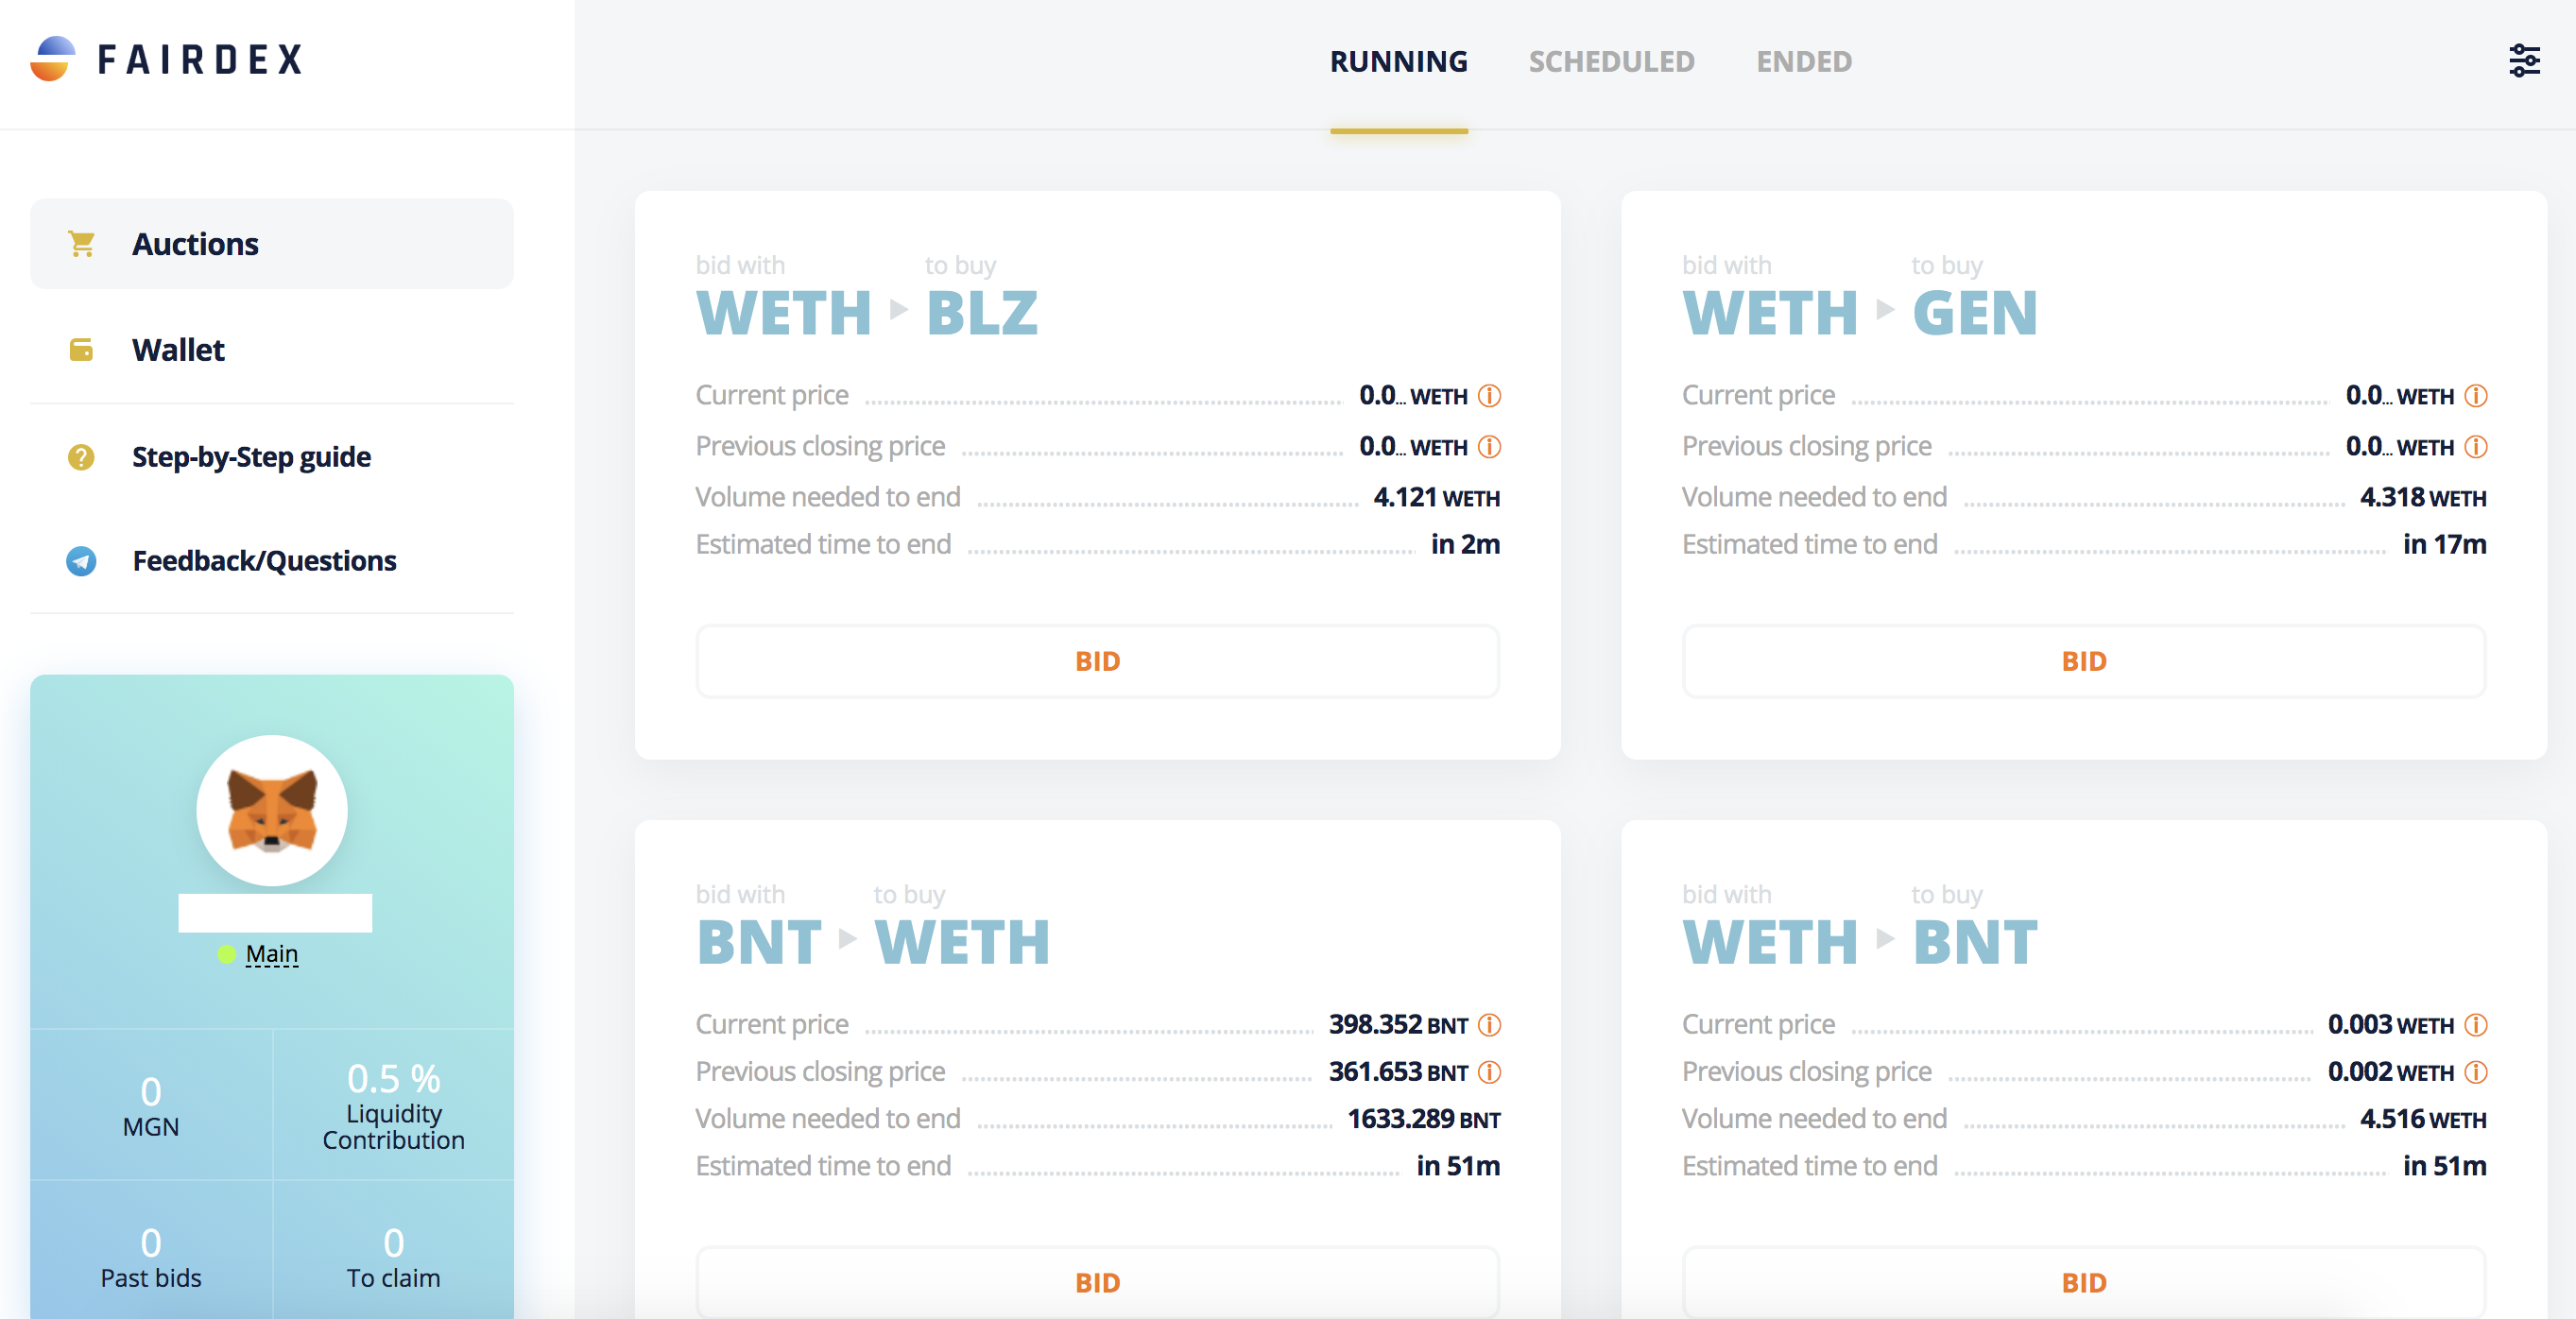 FAIRDEX
RUNNING SCHEDULED ENDED
Auctions
Wallet
Step-by-Step guide
Feedback/Questions
Main
0
MGN
0.5 %
Liquidity
Contribution
0
Past bids
0
To claim
bid with to buy
WETH BLZ
Current price 0.0... WETH
Previous closing price 0.0... WETH
Volume needed to end 4.121 WETH
Estimated time to end in 2m
BID
bid with to buy
WETH GEN
Current price 0.0... WETH
Previous closing price 0.0... WETH
Volume needed to end 4.318 WETH
Estimated time to end in 17m
BID
bid with to buy
BNT WETH
Current price 398.352 BNT
Previous closing price 361.653 BNT
Volume needed to end 1633.289 BNT
Estimated time to end in 51m
BID
bid with to buy
WETH BNT
Current price 0.003 WETH
Previous closing price 0.002 WETH
Volume needed to end 4.516 WETH
Estimated time to end in 51m
BID